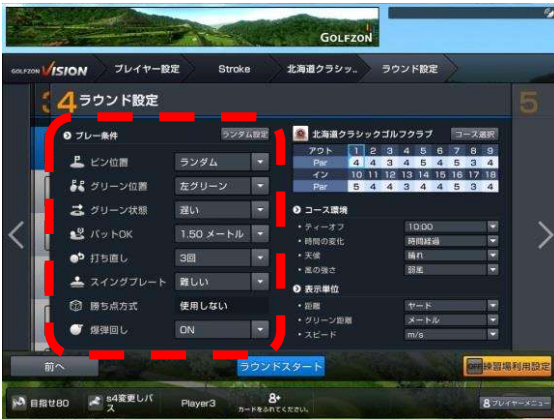 GOLFZON
GOLFZON VISION
プレイヤー設定
Stroke
北海道クラシッ..
ラウンド設定
3
4 ラウンド設定
5
プレー条件
ランダム設定
ピン位置 ランダム
グリーン位置 左グリーン
グリーン状態 遅い
パットOK 1.50 メートル
打ち直し 3回
スイングプレート 難しい
勝ち点方式 使用しない
爆弾回し ON
北海道クラシックゴルフクラブ コース選択
アウト 1 2 3 4 5 6 7 8 9
Par 4 4 3 4 5 4 5 3 4
イン 10 11 12 13 14 15 16 17 18
Par 5 4 4 3 4 4 5 3 4
コース環境
・ティーオフ 10:00
・時間の変化 時間経過
・天候 晴れ
・風の強さ 弱風
表示単位
・距離 ヤード
・グリーン距離 メートル
・スピード m/s
前へ
ラウンドスタート
OFF 練習場利用設定
目指せ80
s4変更しパス
Player3
8+
カードをふれてください。
8 プレイヤーメニュー